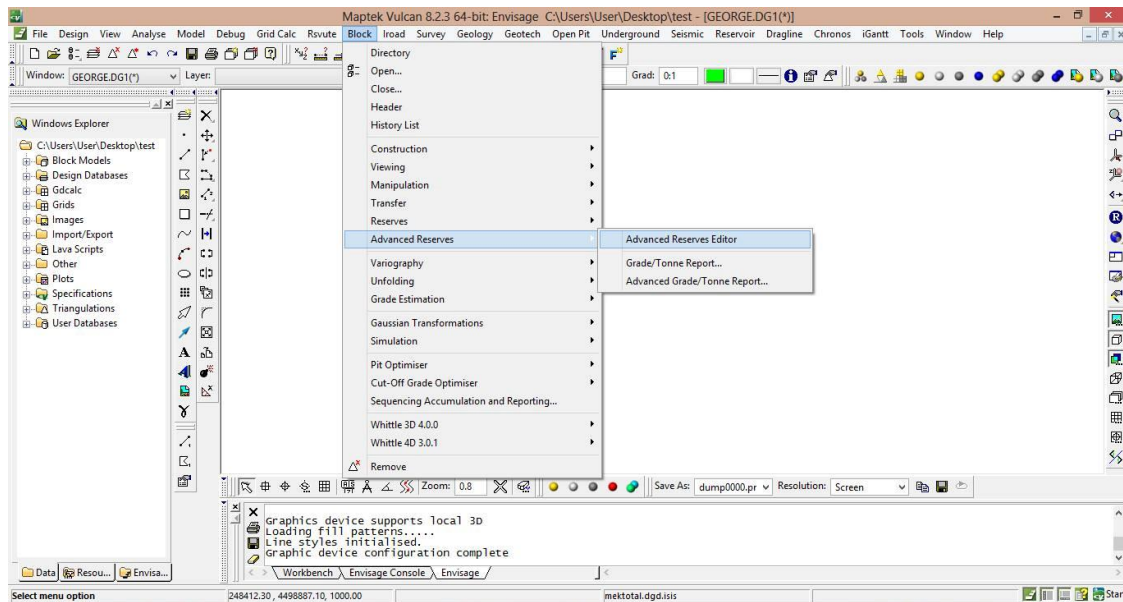 Maptek Vulcan 8.2.3 64-bit: Envisage C:\Users\User\Desktop\test - [GEORGE.DG1(*)]
File Design View Analyse Model Debug Grid Calc Rsvute Block Iroad Survey Geology Geotech Open Pit Underground Seismic Reservoir Dragline Chronos iGantt Tools Window Help
Window: GEORGE.DG1(*) Layer: Grad: 0:1
Windows Explorer
C:\Users\User\Desktop\test
Block Models
Design Databases
Gdcalc
Grids
Images
Import/Export
Lava Scripts
Other
Plots
Specifications
Triangulations
User Databases
Directory
Open...
Close...
Header
History List
Construction
Viewing
Manipulation
Transfer
Reserves
Advanced Reserves
Variography
Unfolding
Grade Estimation
Gaussian Transformations
Simulation
Pit Optimiser
Cut-Off Grade Optimiser
Sequencing Accumulation and Reporting...
Whittle 3D 4.0.0
Whittle 4D 3.0.1
Remove
Advanced Reserves Editor
Grade/Tonne Report...
Advanced Grade/Tonne Report...
Zoom: 0.8 Save As: dump0000.pr Resolution: Screen
Graphics device supports local 3D
Loading fill patterns.....
Line styles initialised.
Graphic device configuration complete
Data Resou... Envisa... Workbench Envisage Console Envisage
Select menu option 248412.30 , 4498887.10, 1000.00 mektotal.dgd.isis Star